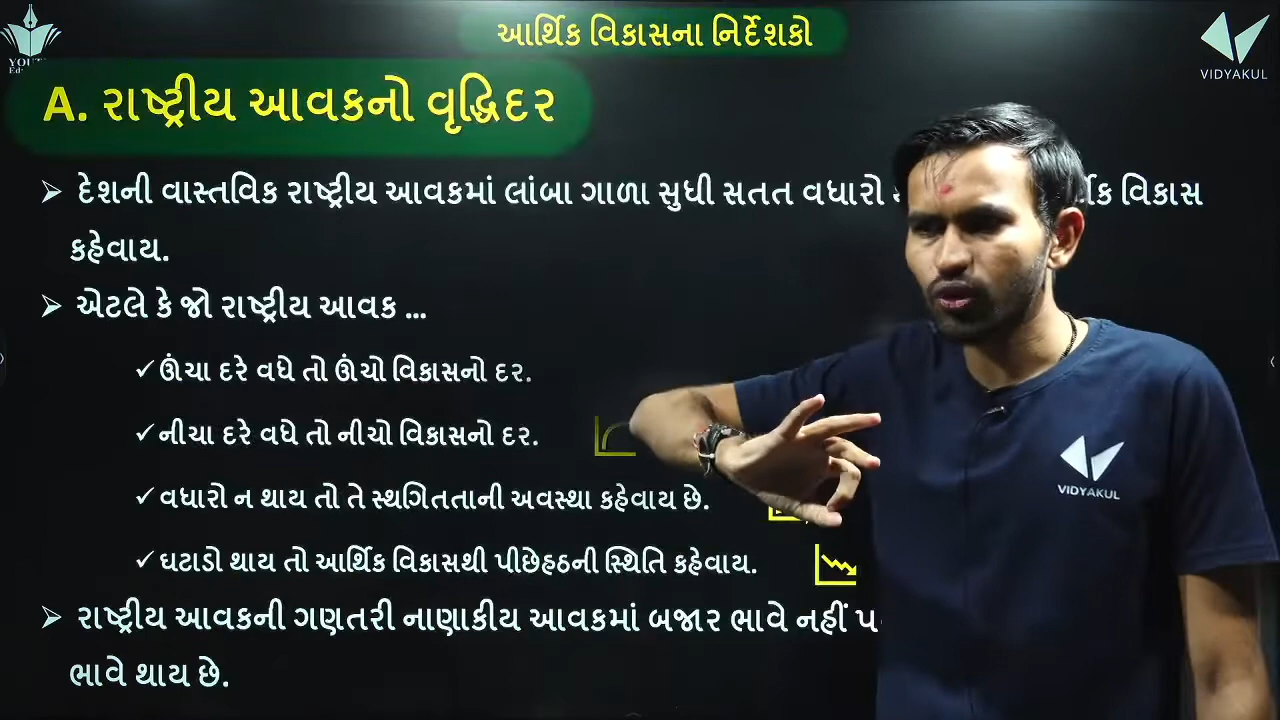 આર્થિક વિકાસના નિર્દેશકો
YOU
Ed
VIDYAKUL
A. રાષ્ટ્રીય આવકનો વૃદ્ધિદર
➢ દેશની વાસ્તવિક રાષ્ટ્રીય આવકમાં લાંબા ગાળા સુધી સતત વધારો વિકાસ
કહેવાય.
➢ એટલે કે જો રાષ્ટ્રીય આવક ...
✓ ઊંચા દરે વધે તો ઊંચો વિકાસનો દર.
✓ નીચા દરે વધે તો નીચો વિકાસનો દર.
✓ વધારો ન થાય તો તે સ્થગિતતાની અવસ્થા કહેવાય છે.
✓ ઘટાડો થાય તો આર્થિક વિકાસથી પીછેહઠની સ્થિતિ કહેવાય.
➢ રાષ્ટ્રીય આવકની ગણતરી નાણાકીય આવકમાં બજાર ભાવે નહીં
ભાવે થાય છે.
VIDYAKUL